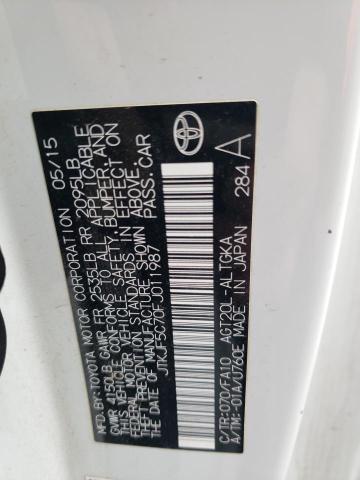 MFD.BY:TOYOTA MOTOR CORPORATION 05/15
GVWR 4450LB GAWR FR 2535LB RR 2095LB
THIS VEHICLE CONFORMS TO ALL APPLICABLE
FEDERAL MOTOR VEHICLE SAFETY, BUMPER, AND
THEFT PREVENTION STANDARDS IN EFFECT ON
THE DATE OF MANUFACTURE SHOWN ABOVE.
JTKJF5C70FJ011987 PASS.CAR
C/TR:070/FA10 AGT20L-ALTGKA 284
A/TM:-01A/U760E MADE IN JAPAN A